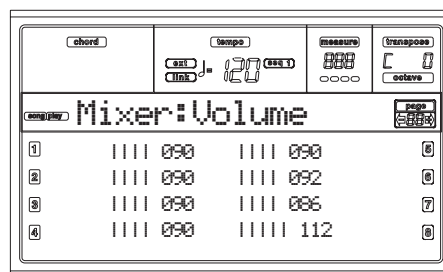 chord tempo measure transpose
ext link ♩= 120 seq 1 888 C 0
octave
song play Mixer:Volume page
1 090 090 5
2 090 092 6
3 090 086 7
4 090 112 8